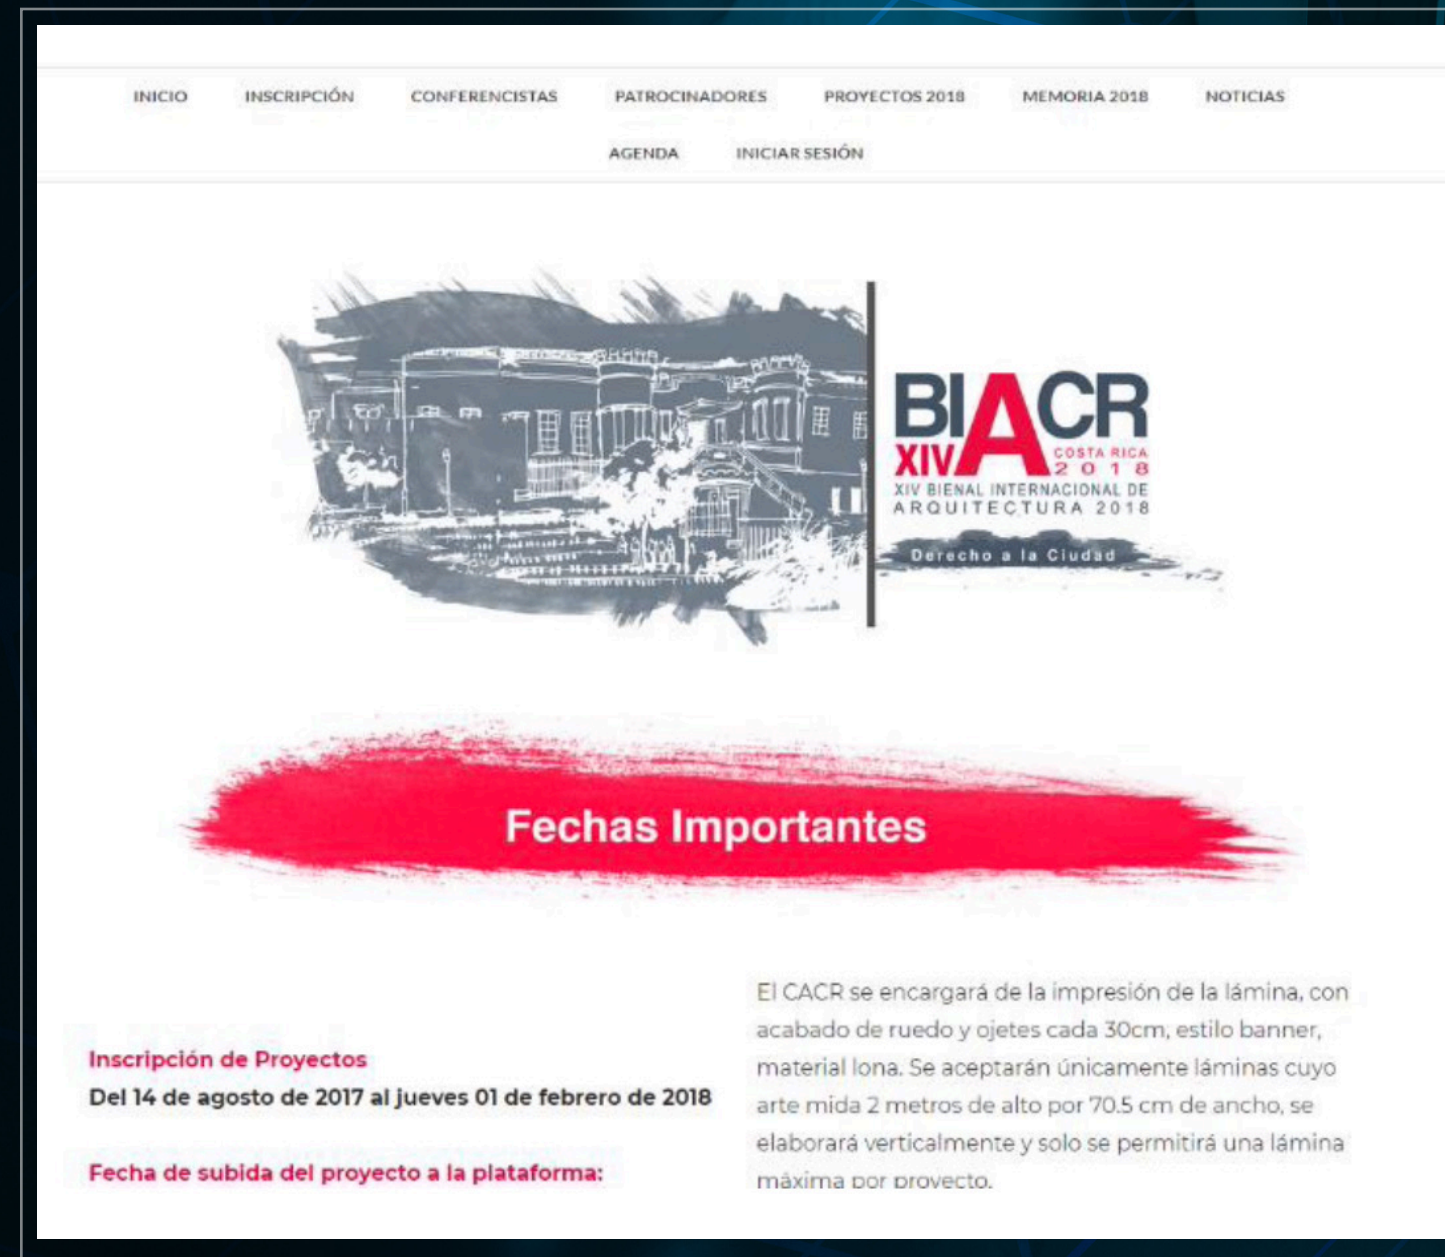 INICIO INSCRIPCIÓN CONFERENCISTAS PATROCINADORES PROYECTOS 2018 MEMORIA 2018 NOTICIAS
AGENDA INICIAR SESIÓN
BIACR
XIV COSTA RICA
2018
XIV BIENAL INTERNACIONAL DE
ARQUITECTURA 2018
Derecho a la Ciudad
Fechas Importantes
Inscripción de Proyectos
Del 14 de agosto de 2017 al jueves 01 de febrero de 2018
Fecha de subida del proyecto a la plataforma:
El CACR se encargará de la impresión de la lámina, con
acabado de ruedo y ojetes cada 30cm, estilo banner,
material lona. Se aceptarán únicamente láminas cuyo
arte mida 2 metros de alto por 70.5 cm de ancho, se
elaborará verticalmente y solo se permitirá una lámina
máxima por proyecto.